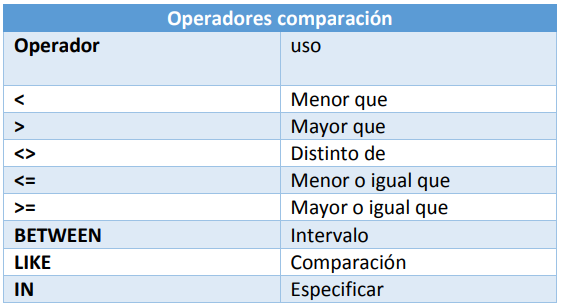 Operadores comparación
Operador uso
< Menor que
> Mayor que
<> Distinto de
<= Menor o igual que
>= Mayor o igual que
BETWEEN Intervalo
LIKE Comparación
IN Especificar